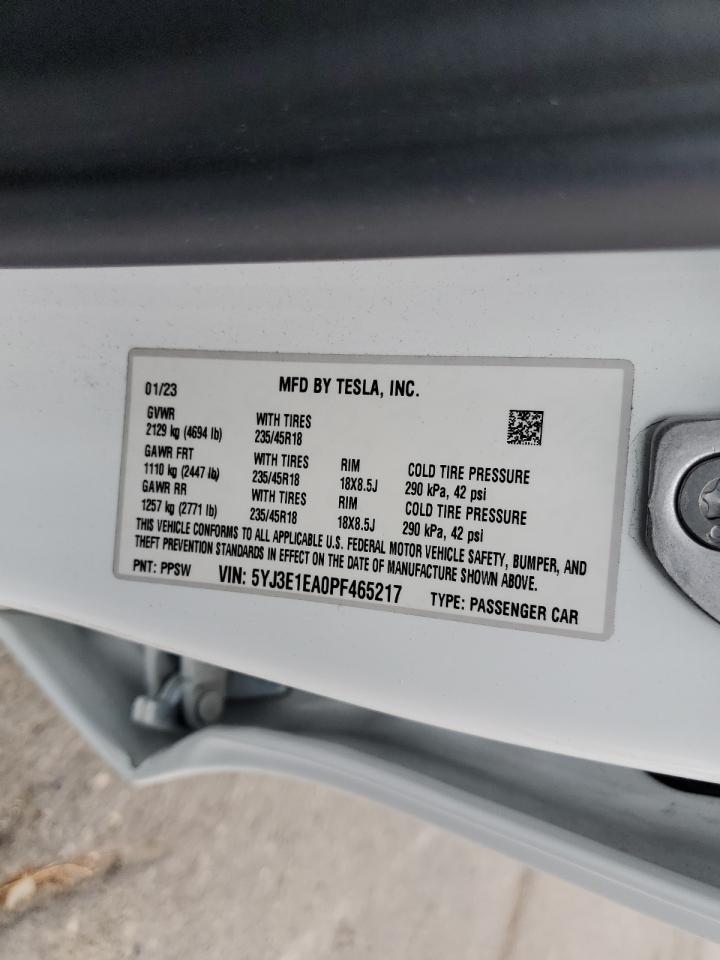 01/23 MFD BY TESLA, INC.
GVWR WITH TIRES
2129 kg (4694 lb) 235/45R18
GAWR FRT WITH TIRES RIM COLD TIRE PRESSURE
1110 kg (2447 lb) 235/45R18 18X8.5J 290 kPa, 42 psi
GAWR RR WITH TIRES RIM COLD TIRE PRESSURE
1257 kg (2771 lb) 235/45R18 18X8.5J 290 kPa, 42 psi
THIS VEHICLE CONFORMS TO ALL APPLICABLE U.S. FEDERAL MOTOR VEHICLE SAFETY, BUMPER, AND
THEFT PREVENTION STANDARDS IN EFFECT ON THE DATE OF MANUFACTURE SHOWN ABOVE.
PNT: PPSW VIN: 5YJ3E1EA0PF465217 TYPE: PASSENGER CAR